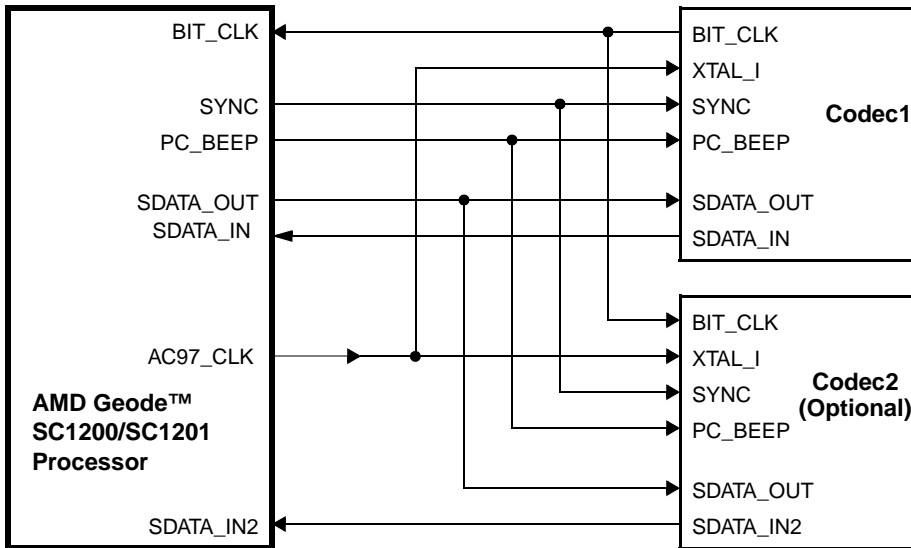 BIT_CLK
SYNC
PC_BEEP
SDATA_OUT
SDATA_IN
AC97_CLK
AMD Geode™
SC1200/SC1201
Processor
SDATA_IN2
BIT_CLK
XTAL_I
SYNC
Codec1
PC_BEEP
SDATA_OUT
SDATA_IN
BIT_CLK
XTAL_I
Codec2
SYNC
(Optional)
PC_BEEP
SDATA_OUT
SDATA_IN2